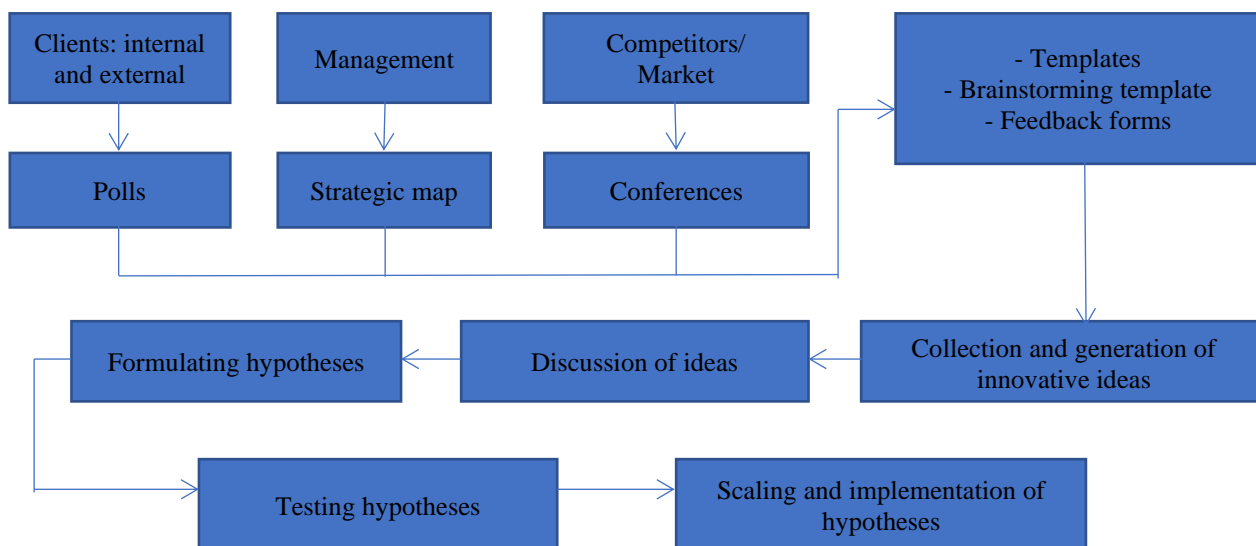 Clients: internal
and external
Management
Competitors/
Market
- Templates
- Brainstorming template
- Feedback forms
Polls
Strategic map
Conferences
Formulating hypotheses
Discussion of ideas
Collection and generation of
innovative ideas
Testing hypotheses
Scaling and implementation of
hypotheses